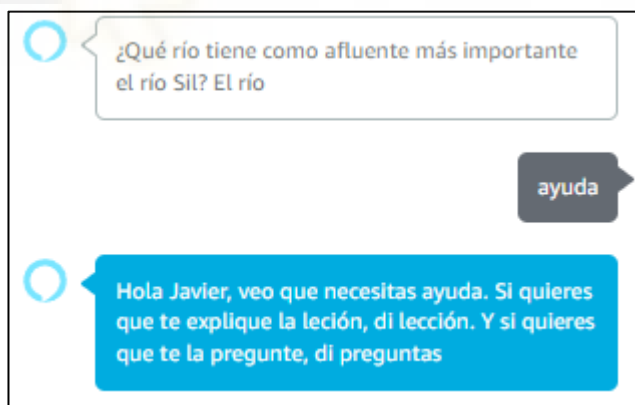 ¿Qué río tiene como afluente más importante
el río Sil? El río
ayuda
Hola Javier, veo que necesitas ayuda. Si quieres
que te explique la leción, di lección. Y si quieres
que te la pregunte, di preguntas